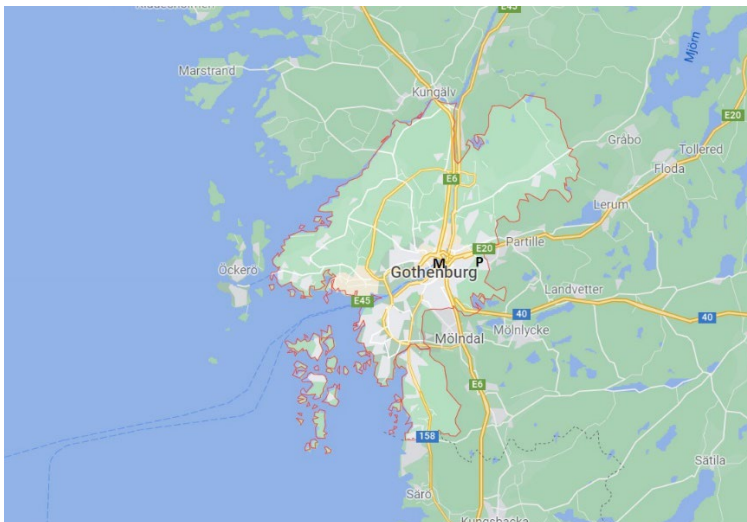 E45
Marstrand
Kungälv
Mjörn
E20
Gråbo
Tollered
Floda
E6
Lerum
E20
Partille
M
P
Öckerö
Gothenburg
Landvetter
E45
40
40
Mölnlycke
Mölndal
E6
158
Sätila
Särö
Kungsbacka